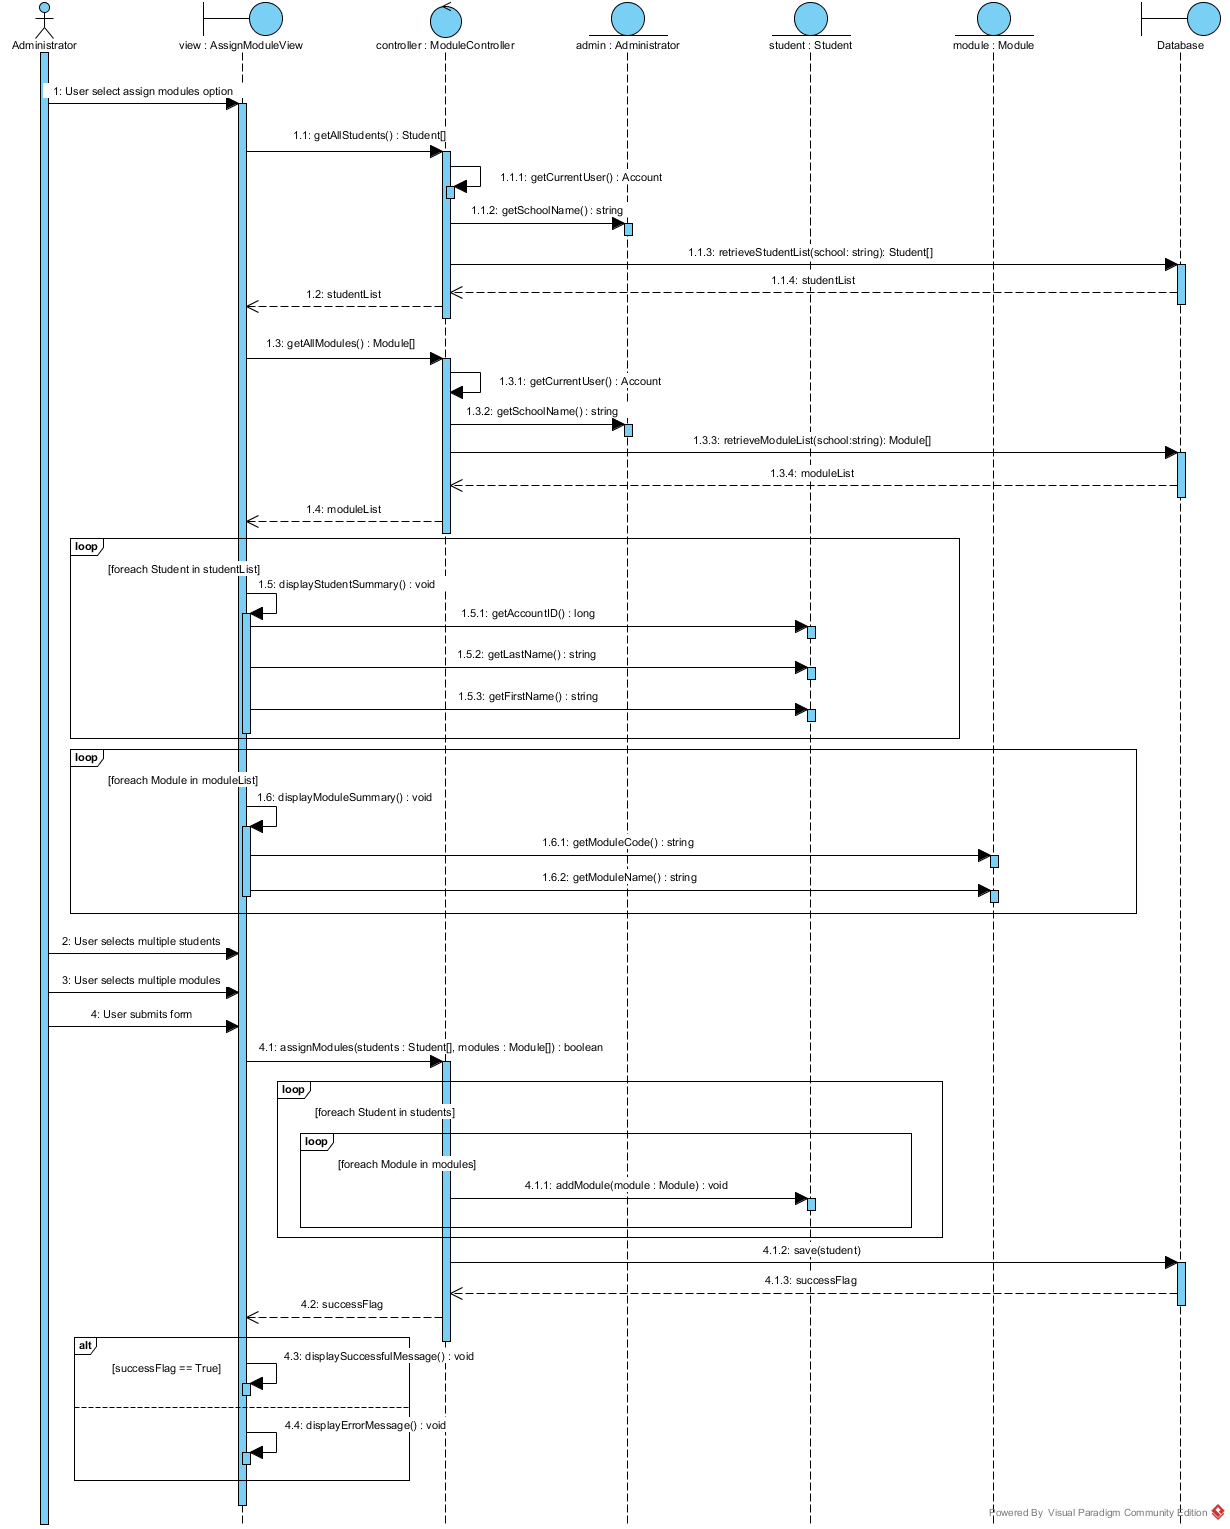 Administrator
view : AssignModuleView
controller : ModuleController
admin : Administrator
student : Student
module : Module
Database
1: User select assign modules option
1.1: getAllStudents() : Student[]
1.1.1: getCurrentUser() : Account
1.1.2: getSchoolName() : string
1.1.3: retrieveStudentList(school: string): Student[]
1.1.4: studentList
1.2: studentList
1.3: getAllModules() : Module[]
1.3.1: getCurrentUser() : Account
1.3.2: getSchoolName() : string
1.3.3: retrieveModuleList(school:string): Module[]
1.3.4: moduleList
1.4: moduleList
loop
[foreach Student in studentList]
1.5: displayStudentSummary() : void
1.5.1: getAccountID() : long
1.5.2: getLastName() : string
1.5.3: getFirstName() : string
loop
[foreach Module in moduleList]
1.6: displayModuleSummary() : void
1.6.1: getModuleCode() : string
1.6.2: getModuleName() : string
2: User selects multiple students
3: User selects multiple modules
4: User submits form
4.1: assignModules(students : Student[], modules : Module[]) : boolean
loop
[foreach Student in students]
loop
[foreach Module in modules]
4.1.1: addModule(module : Module) : void
4.1.2: save(student)
4.1.3: successFlag
4.2: successFlag
alt
4.3: displaySuccessfulMessage() : void
[successFlag == True]
4.4: displayErrorMessage() : void
Powered By Visual Paradigm Community Edition